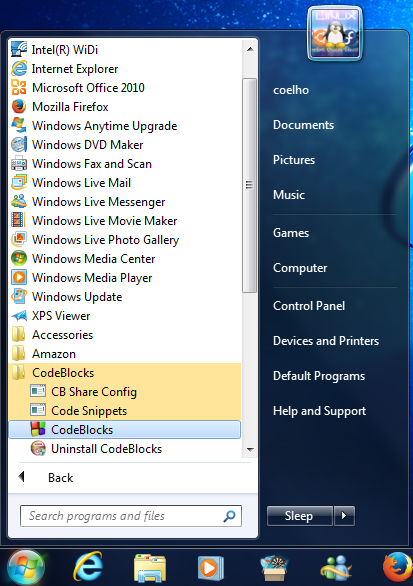 Intel(R) WiDi
Internet Explorer
Microsoft Office 2010
Mozilla Firefox
Windows Anytime Upgrade
Windows DVD Maker
Windows Fax and Scan
Windows Live Mail
Windows Live Messenger
Windows Live Movie Maker
Windows Live Photo Gallery
Windows Media Center
Windows Media Player
Windows Update
XPS Viewer
Accessories
Amazon
CodeBlocks
CB Share Config
Code Snippets
CodeBlocks
Uninstall CodeBlocks
Back
Search programs and files
coelho
Documents
Pictures
Music
Games
Computer
Control Panel
Devices and Printers
Default Programs
Help and Support
Sleep